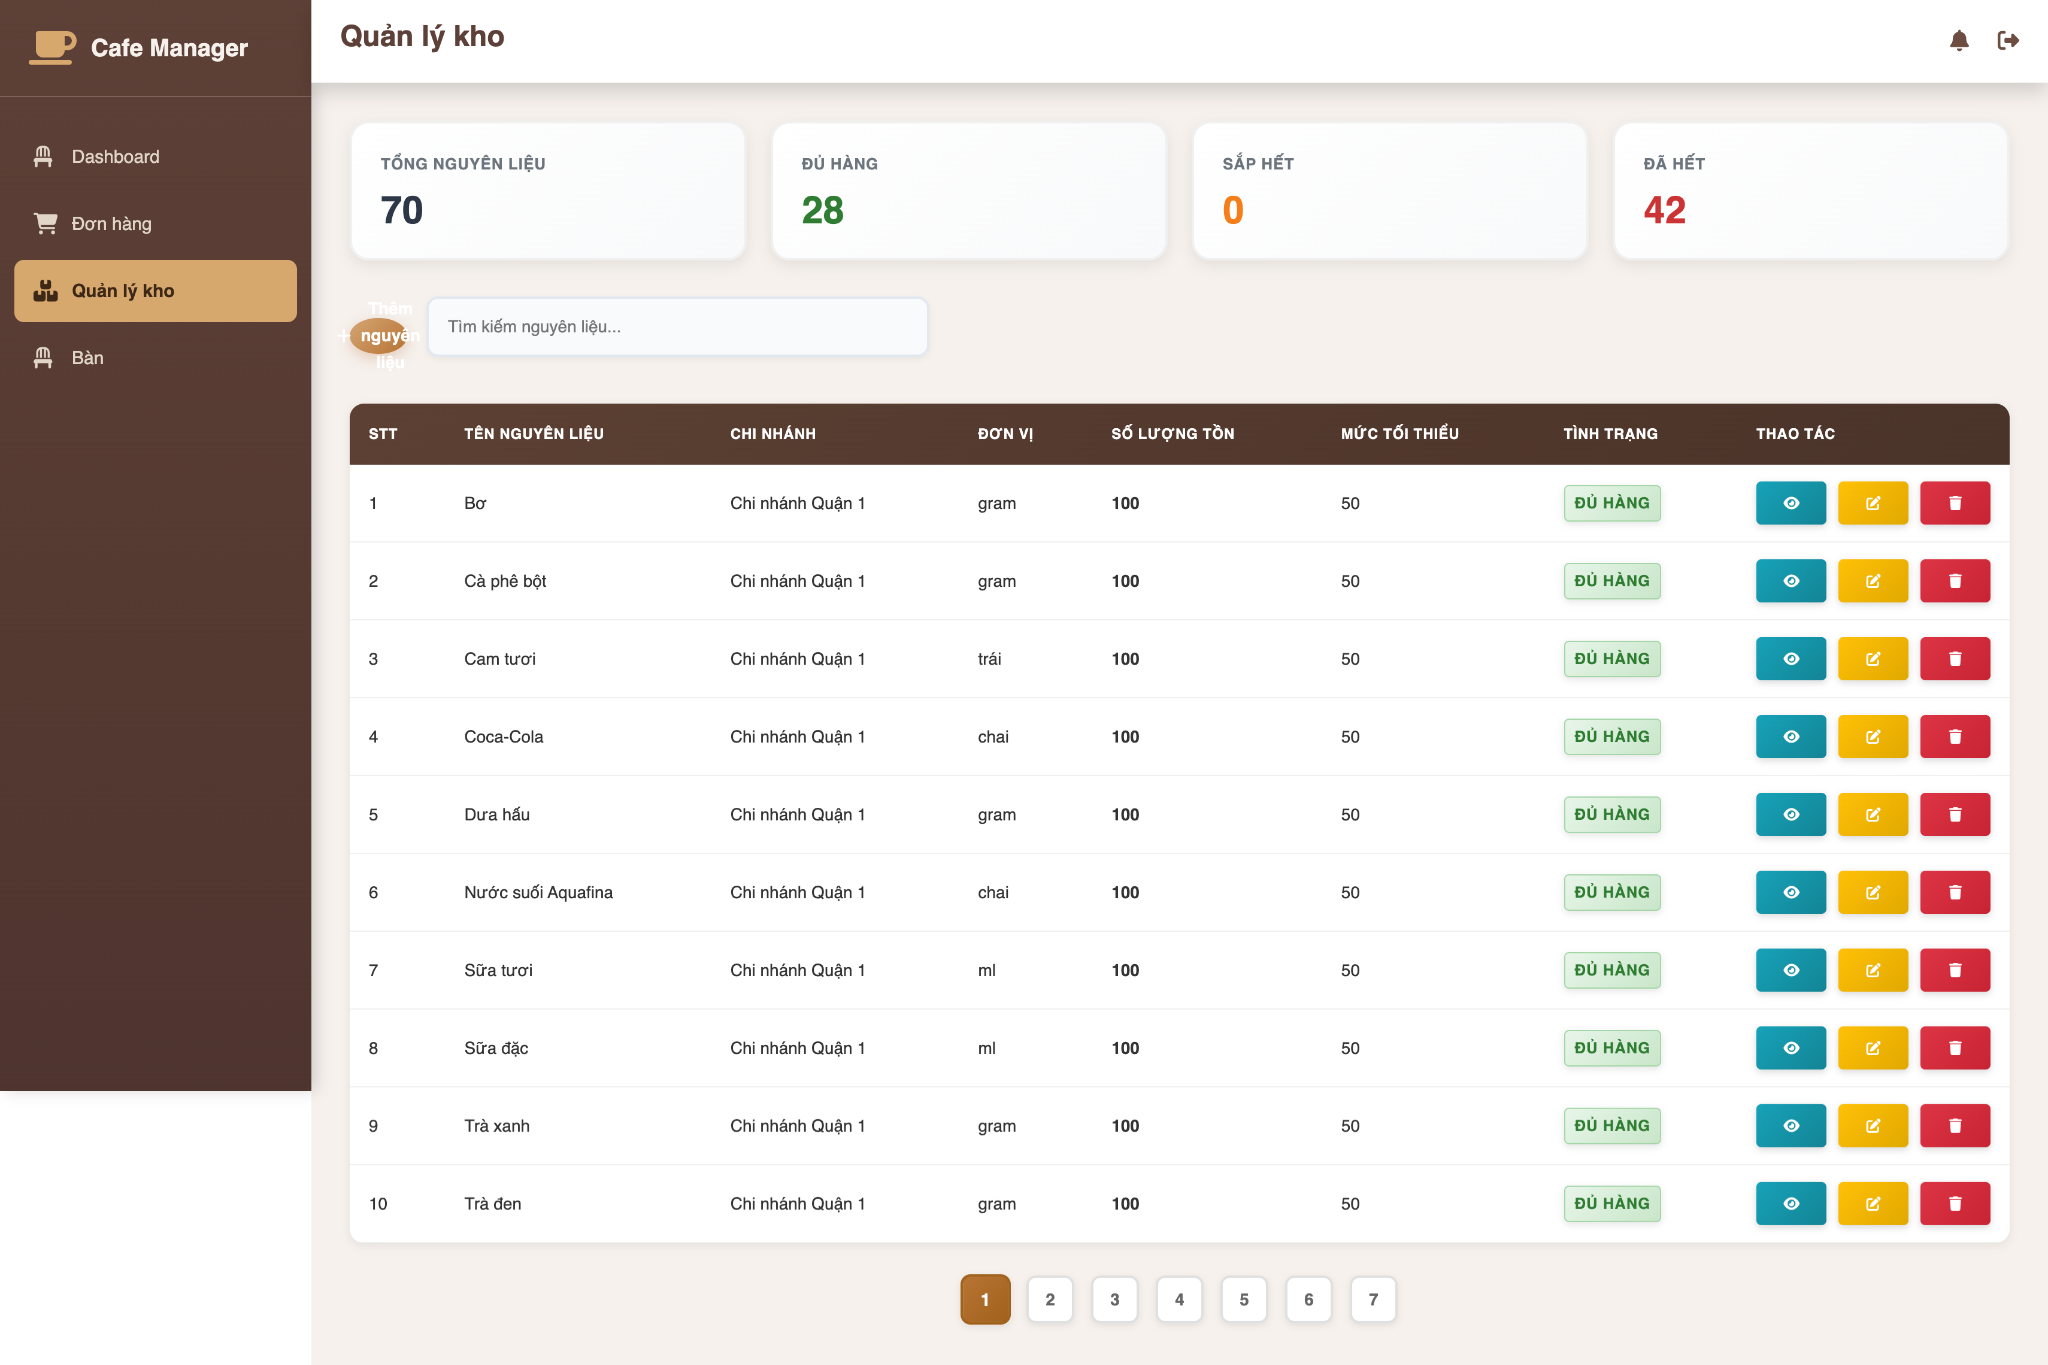 Cafe Manager
Quản lý kho
Dashboard
Đơn hàng
Quản lý kho
Bàn
TỔNG NGUYÊN LIỆU
70
ĐỦ HÀNG
28
SẮP HẾT
0
ĐÃ HẾT
42
+ Thêm
nguyên
liệu
Tìm kiếm nguyên liệu...
STT TÊN NGUYÊN LIỆU CHI NHÁNH ĐƠN VỊ SỐ LƯỢNG TỒN MỨC TỐI THIỂU TÌNH TRẠNG THAO TÁC
1 Bơ Chi nhánh Quận 1 gram 100 50 ĐỦ HÀNG
2 Cà phê bột Chi nhánh Quận 1 gram 100 50 ĐỦ HÀNG
3 Cam tươi Chi nhánh Quận 1 trái 100 50 ĐỦ HÀNG
4 Coca-Cola Chi nhánh Quận 1 chai 100 50 ĐỦ HÀNG
5 Dưa hấu Chi nhánh Quận 1 gram 100 50 ĐỦ HÀNG
6 Nước suối Aquafina Chi nhánh Quận 1 chai 100 50 ĐỦ HÀNG
7 Sữa tươi Chi nhánh Quận 1 ml 100 50 ĐỦ HÀNG
8 Sữa đặc Chi nhánh Quận 1 ml 100 50 ĐỦ HÀNG
9 Trà xanh Chi nhánh Quận 1 gram 100 50 ĐỦ HÀNG
10 Trà đen Chi nhánh Quận 1 gram 100 50 ĐỦ HÀNG
1 2 3 4 5 6 7